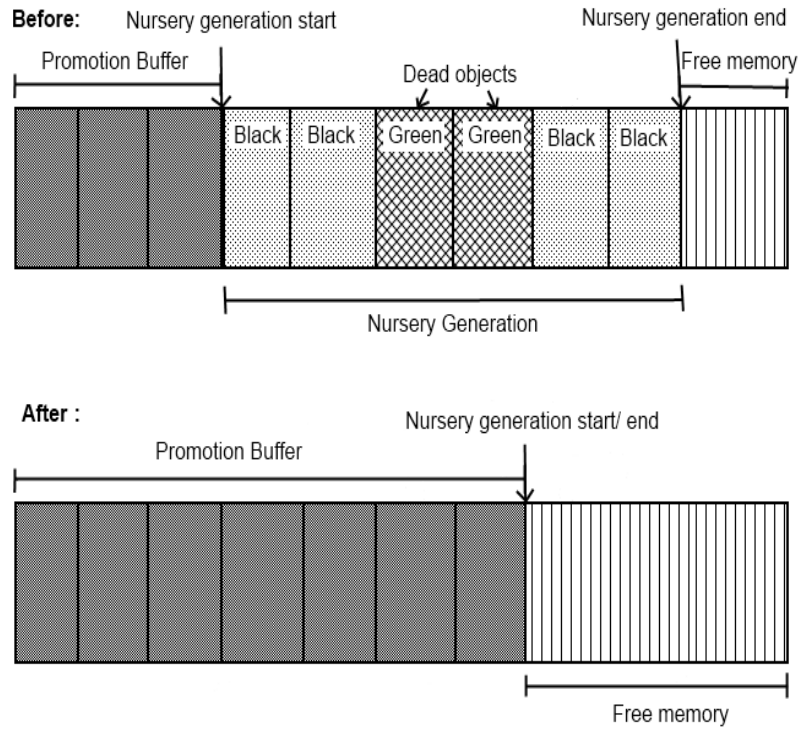 Before:
Nursery generation start
Nursery generation end
Promotion Buffer
Free memory
Dead objects
Black
Black
Green
Green
Black
Black
Nursery Generation
After :
Nursery generation start/ end
Promotion Buffer
Free memory